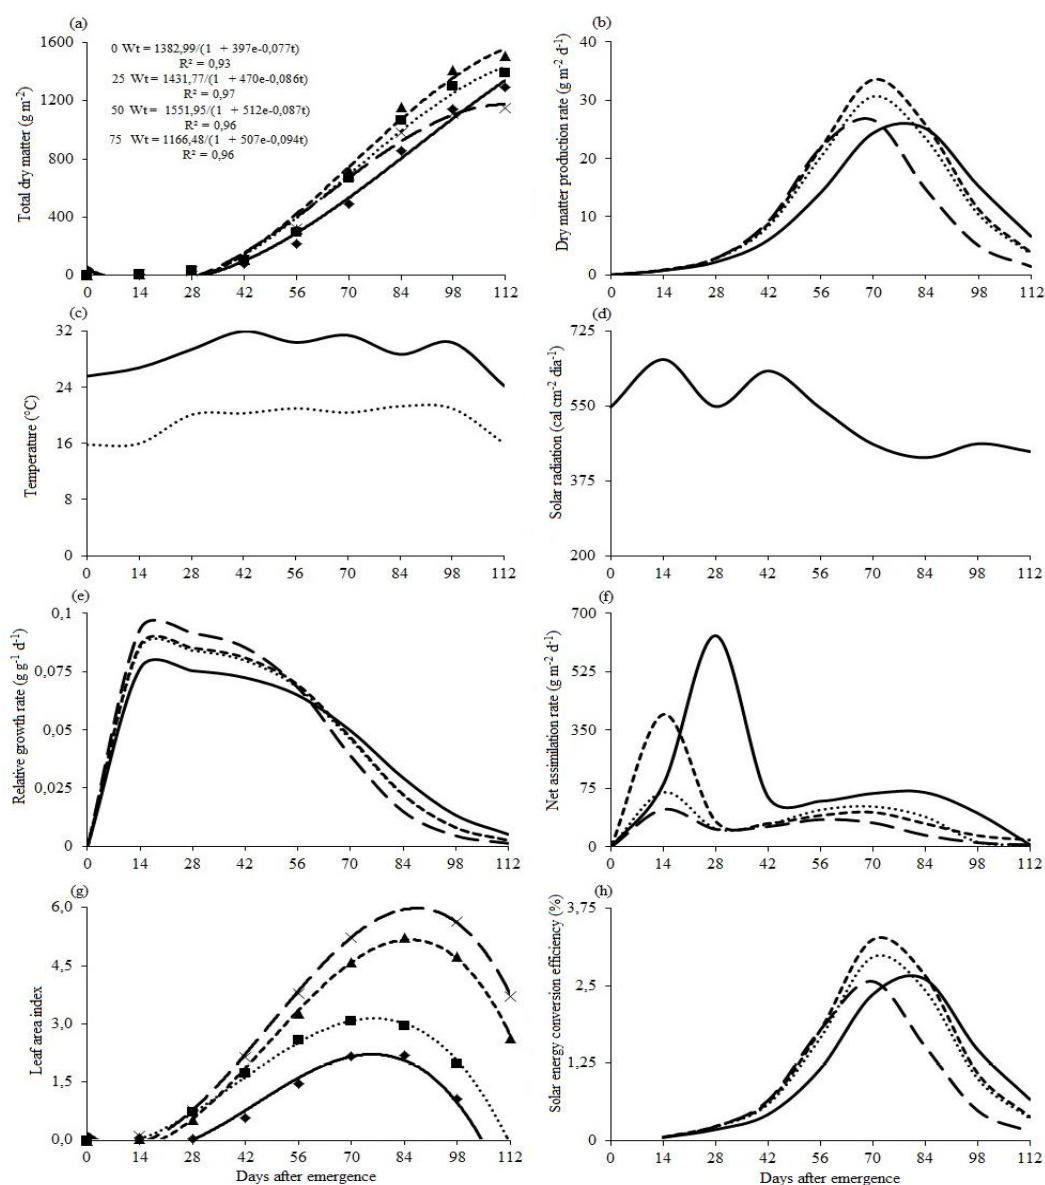 (a)
Total dry matter (g m-2)
1600
1200
800
400
0
0 Wt = 1382,99/(1 + 397e-0,077t)
R² = 0,93
25 Wt = 1431,77/(1 + 470e-0,086t)
R² = 0,97
50 Wt = 1551,95/(1 + 512e-0,087t)
R² = 0,96
75 Wt = 1166,48/(1 + 507e-0,094t)
R² = 0,96
0 14 28 42 56 70 84 98 112
(b)
Dry matter production rate (g m-2 d-1)
40
30
20
10
0
0 14 28 42 56 70 84 98 112
(c)
Temperature (°C)
32
24
16
8
0
0 14 28 42 56 70 84 98 112
(d)
Solar radiation (cal cm-2 dia-1)
725
550
375
200
0 14 28 42 56 70 84 98 112
(e)
Relative growth rate (g g-1 d-1)
0,1
0,075
0,05
0,025
0
0 14 28 42 56 70 84 98 112
(f)
Net assimilation rate (g m-2 d-1)
700
525
350
75
0
0 14 28 42 56 70 84 98 112
(g)
Leaf area index
6,0
4,5
3,0
1,5
0,0
0 14 28 42 56 70 84 98 112
Days after emergence
(h)
Solar energy conversion efficiency (%)
3,75
2,5
1,25
0
0 14 28 42 56 70 84 98 112
Days after emergence